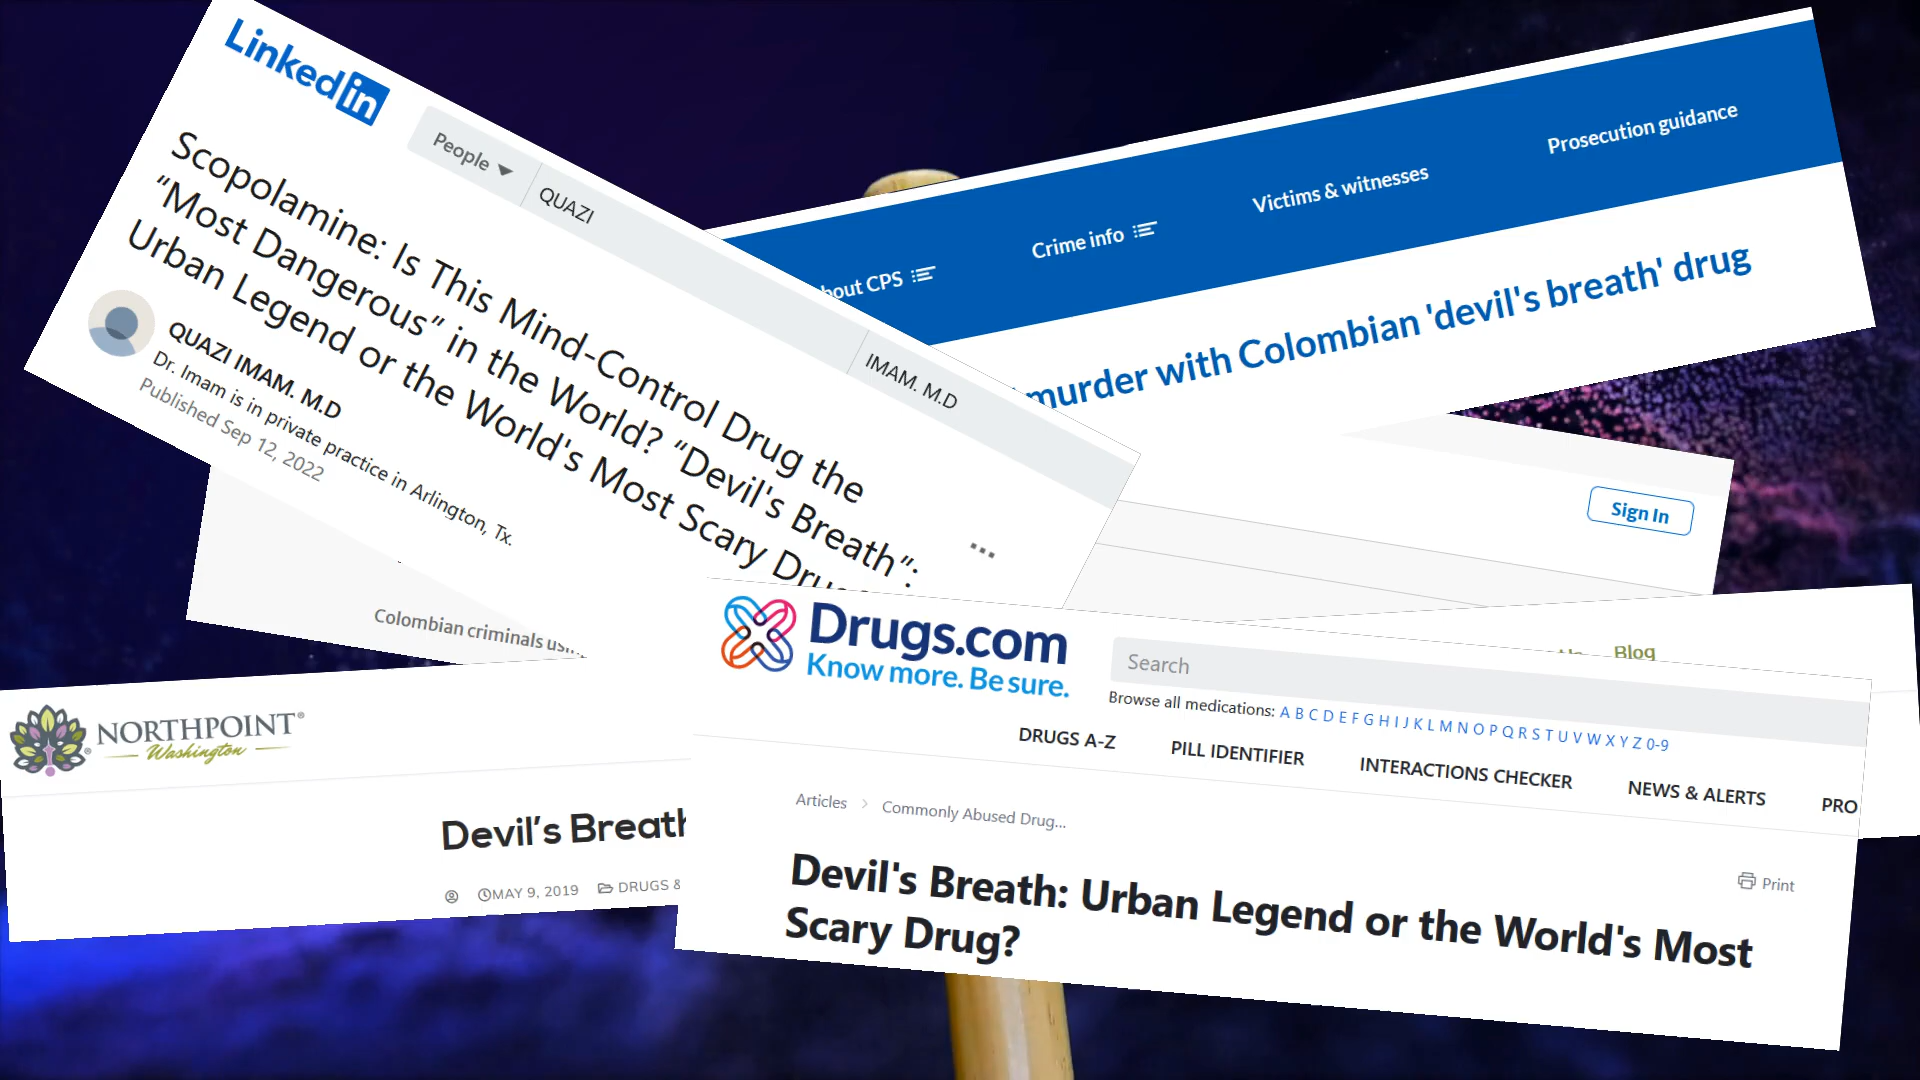 LinkedIn
People
QUAZI
IMAM. M.D
Scopolamine: Is This Mind-Control Drug the
“Most Dangerous” in the World? “Devil's Breath”:
Urban Legend or the World's Most Scary
QUAZI IMAM. M.D
Dr. Imam is in private practice in Arlington, Tx.
Published Sep 12, 2022
CPS
Crime info
Victims & witnesses
Prosecution guidance
murder with Colombian 'devil's breath' drug
Sign In
Colombian criminals
Blog
NORTHPOINT®
Washington
Devil’s Breath
MAY 9, 2019
DRUGS &
Drugs.com
Know more. Be sure.
Search
Browse all medications: A B C D E F G H I J K L M N O P Q R S T U V W X Y Z 0-9
DRUGS A-Z
PILL IDENTIFIER
INTERACTIONS CHECKER
NEWS & ALERTS
PRO
Articles > Commonly Abused Drug...
Print
Devil's Breath: Urban Legend or the World's Most
Scary Drug?